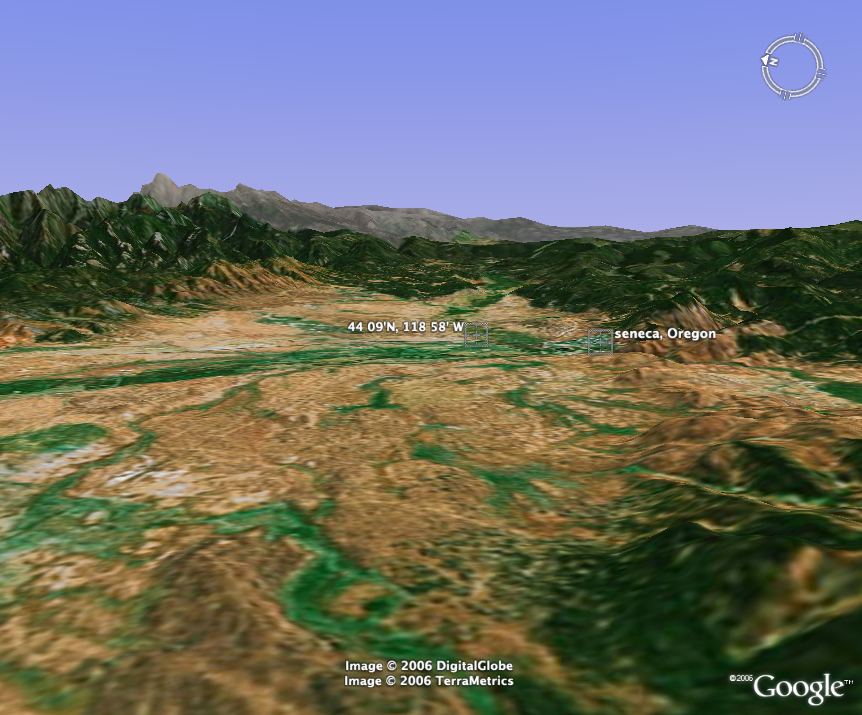 N
44 09'N, 118 58' W
seneca, Oregon
Image © 2006 DigitalGlobe
Image © 2006 TerraMetrics
©2006 Google™